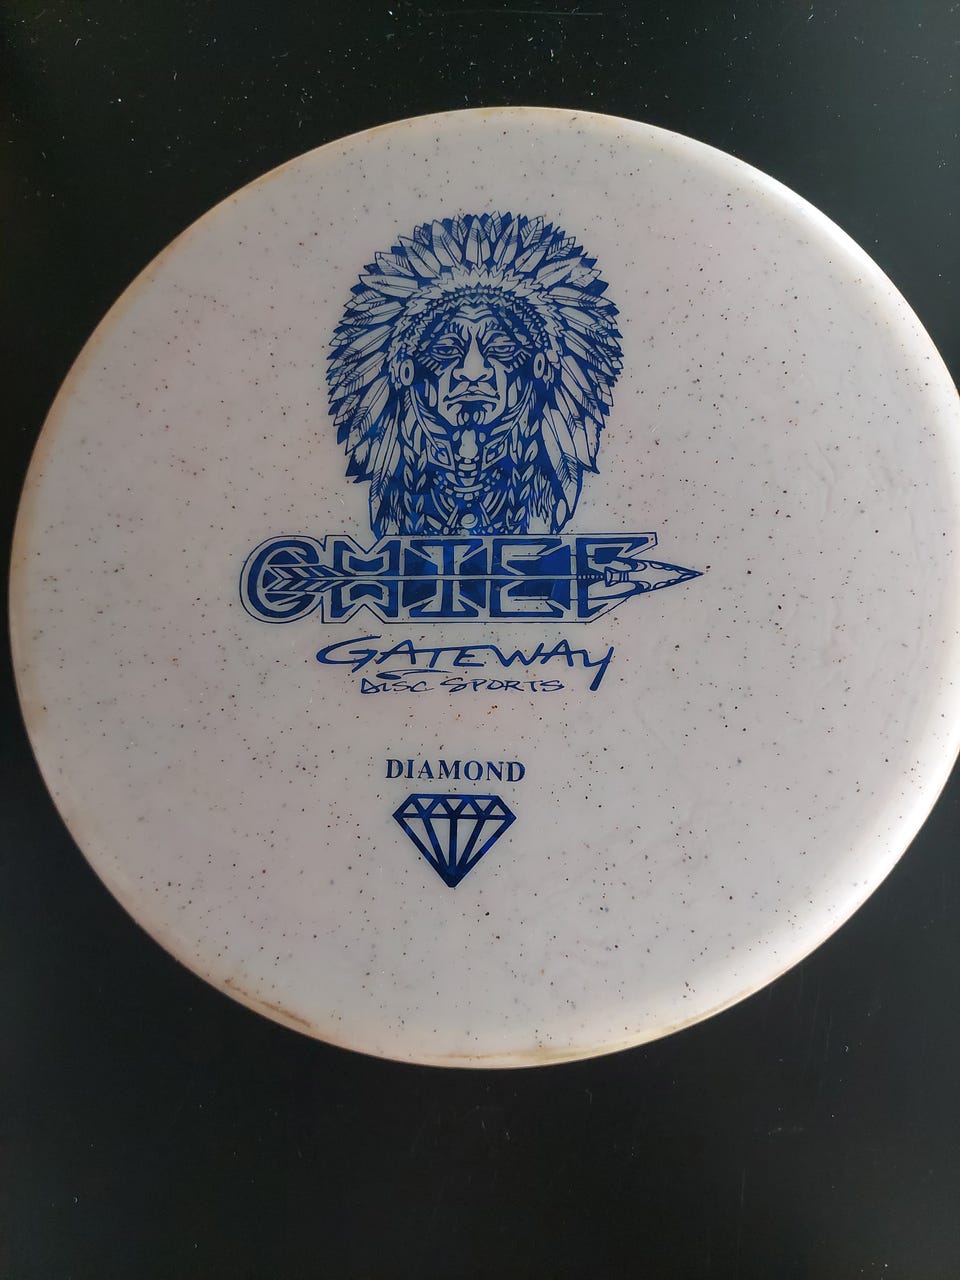 CHIEF
GATEWAY
DISC SPORTS
DIAMOND